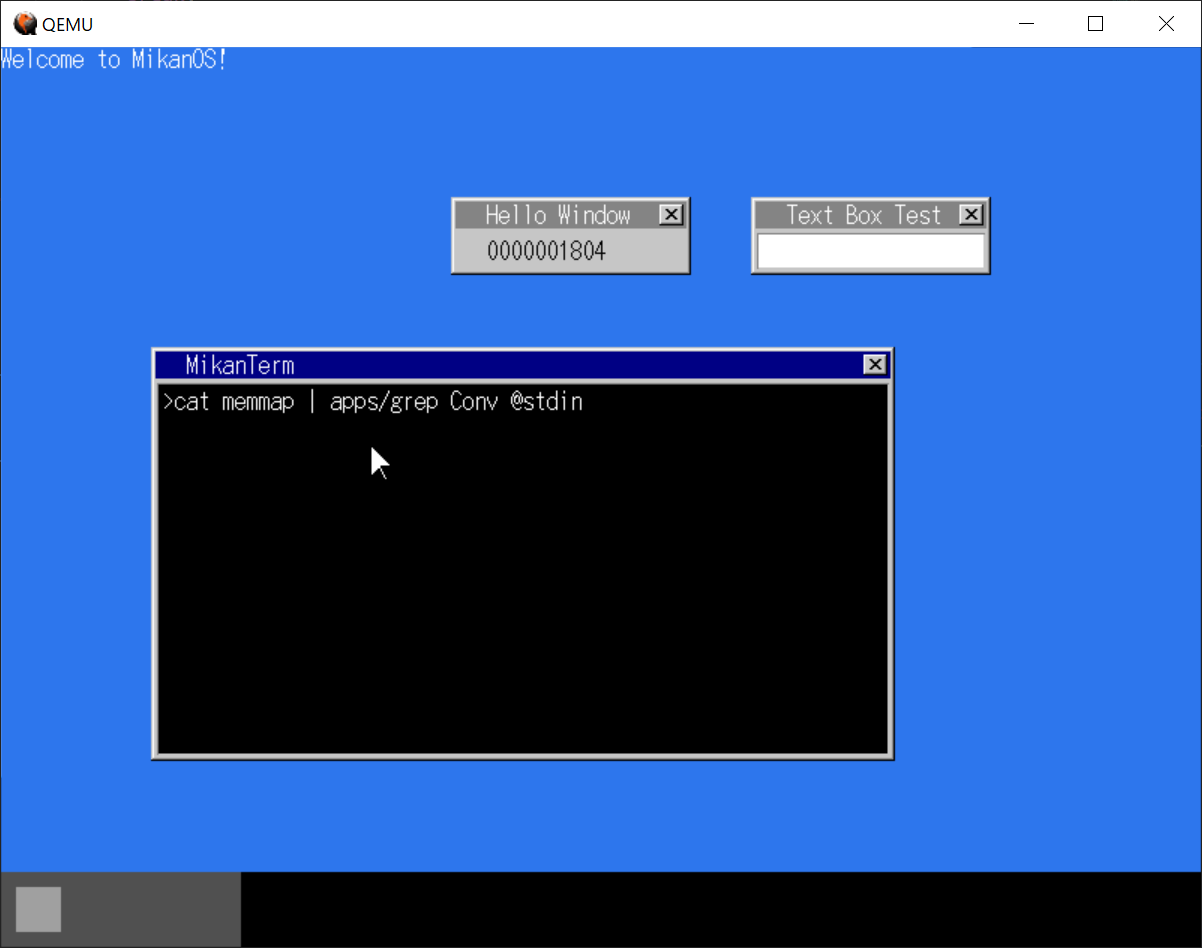 QEMU
Welcome to MikanOS!
Hello Window
0000001804
Text Box Test
MikanTerm
>cat memmap | apps/grep Conv @stdin